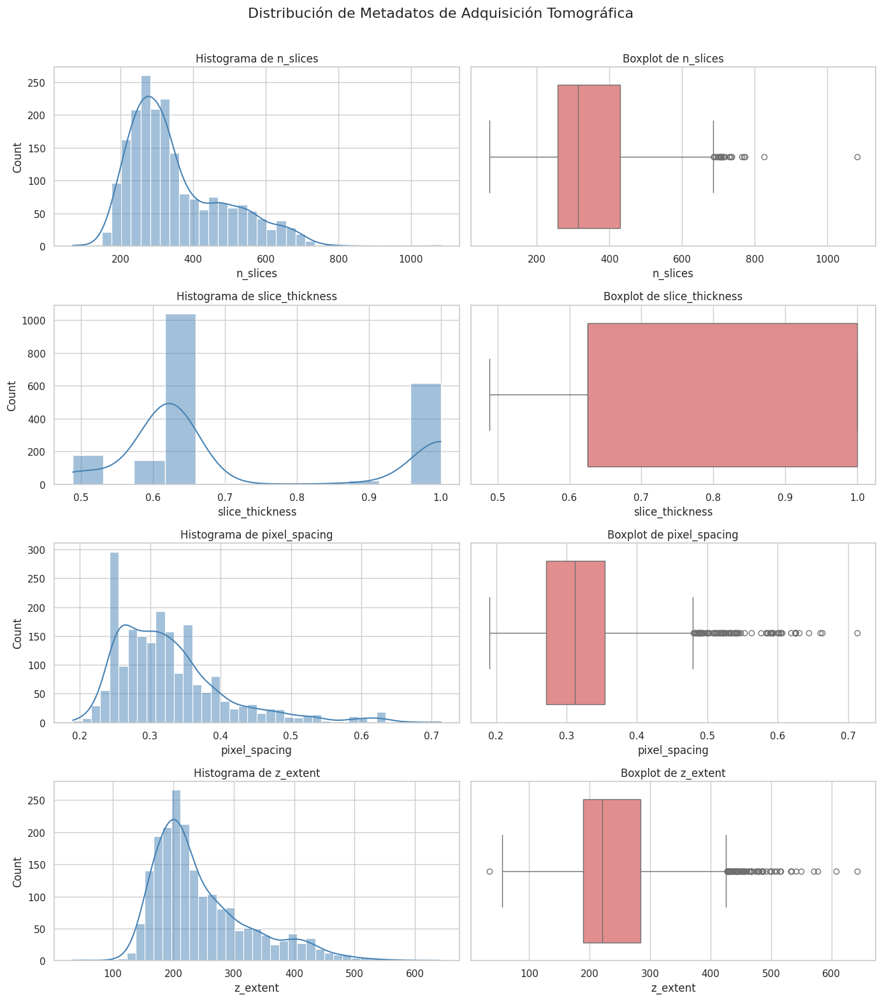 Distribución de Metadatos de Adquisición Tomográfica
Histograma de n_slices
Count
250
200
150
100
50
0
200 400 600 800 1000
n_slices
Boxplot de n_slices
200 400 600 800 1000
n_slices
Histograma de slice_thickness
Count
1000
800
600
400
200
0
0.5 0.6 0.7 0.8 0.9 1.0
slice_thickness
Boxplot de slice_thickness
0.5 0.6 0.7 0.8 0.9 1.0
slice_thickness
Histograma de pixel_spacing
Count
300
250
200
150
100
50
0
0.2 0.3 0.4 0.5 0.6 0.7
pixel_spacing
Boxplot de pixel_spacing
0.2 0.3 0.4 0.5 0.6 0.7
pixel_spacing
Histograma de z_extent
Count
250
200
150
100
50
0
100 200 300 400 500 600
z_extent
Boxplot de z_extent
100 200 300 400 500 600
z_extent